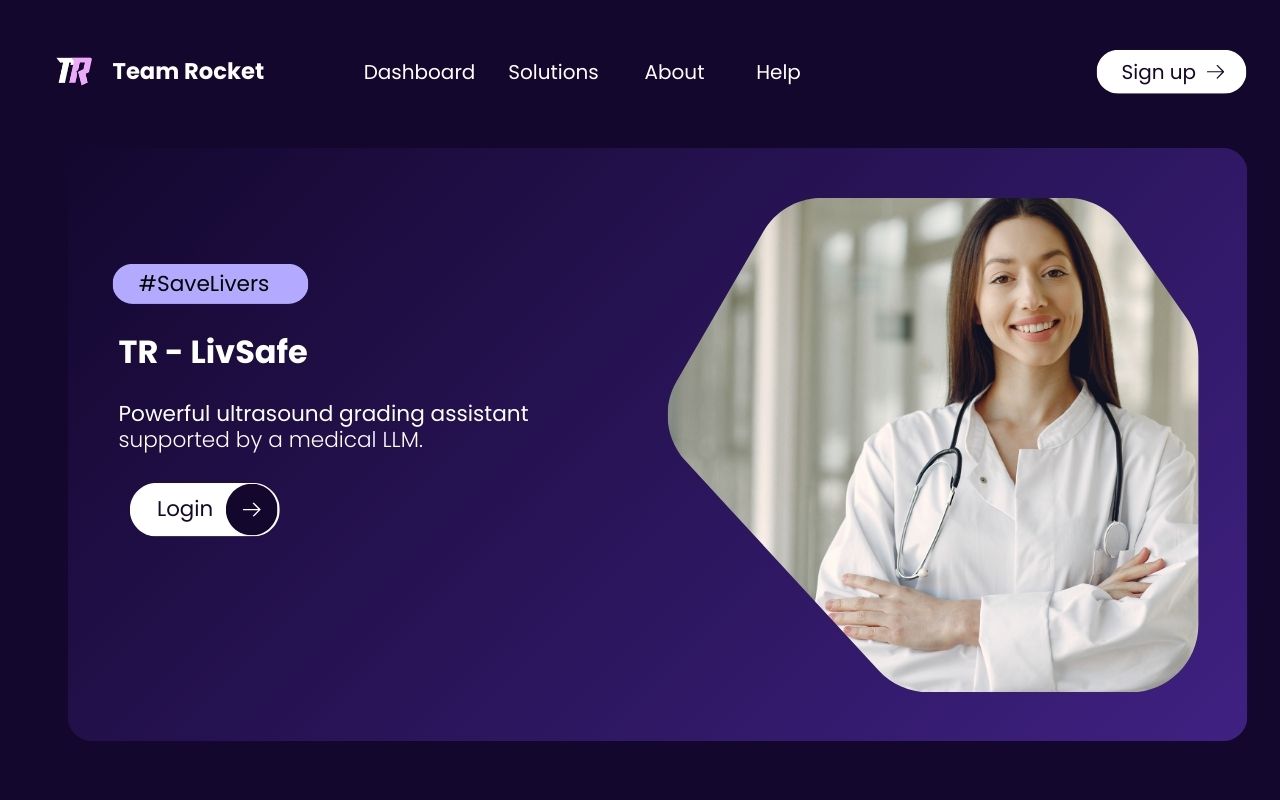 TR
Team Rocket
Dashboard
Solutions
About
Help
Sign up →
#SaveLivers
TR - LivSafe
Powerful ultrasound grading assistant
supported by a medical LLM.
Login →